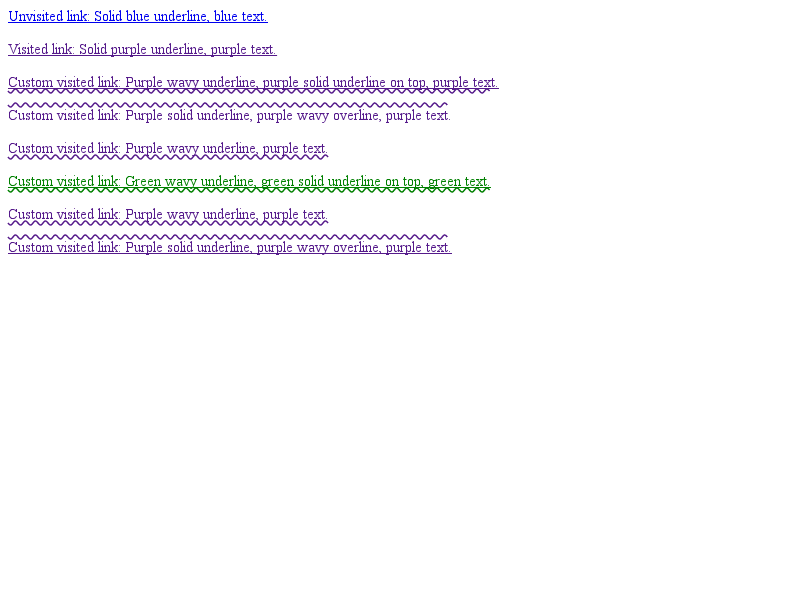 Unvisited link: Solid blue underline, blue text.
Visited link: Solid purple underline, purple text.
Custom visited link: Purple wavy underline, purple solid underline on top, purple text.
Custom visited link: Purple solid underline, purple wavy overline, purple text.
Custom visited link: Purple wavy underline, purple text.
Custom visited link: Green wavy underline, green solid underline on top, green text.
Custom visited link: Purple wavy underline, purple text.
Custom visited link: Purple solid underline, purple wavy overline, purple text.